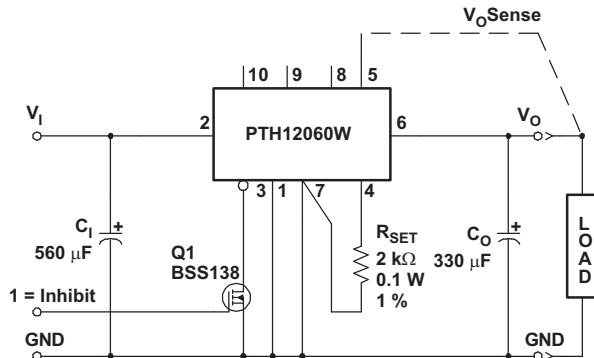 VOSense
10 9 8 5
VI
2 PTH12060W 6
VO
3 1 7 4
CI
+
560 μF
Q1
BSS138
RSET
2 kΩ
0.1 W
1 %
CO
+
330 μF
LOAD
1 = Inhibit
GND
GND